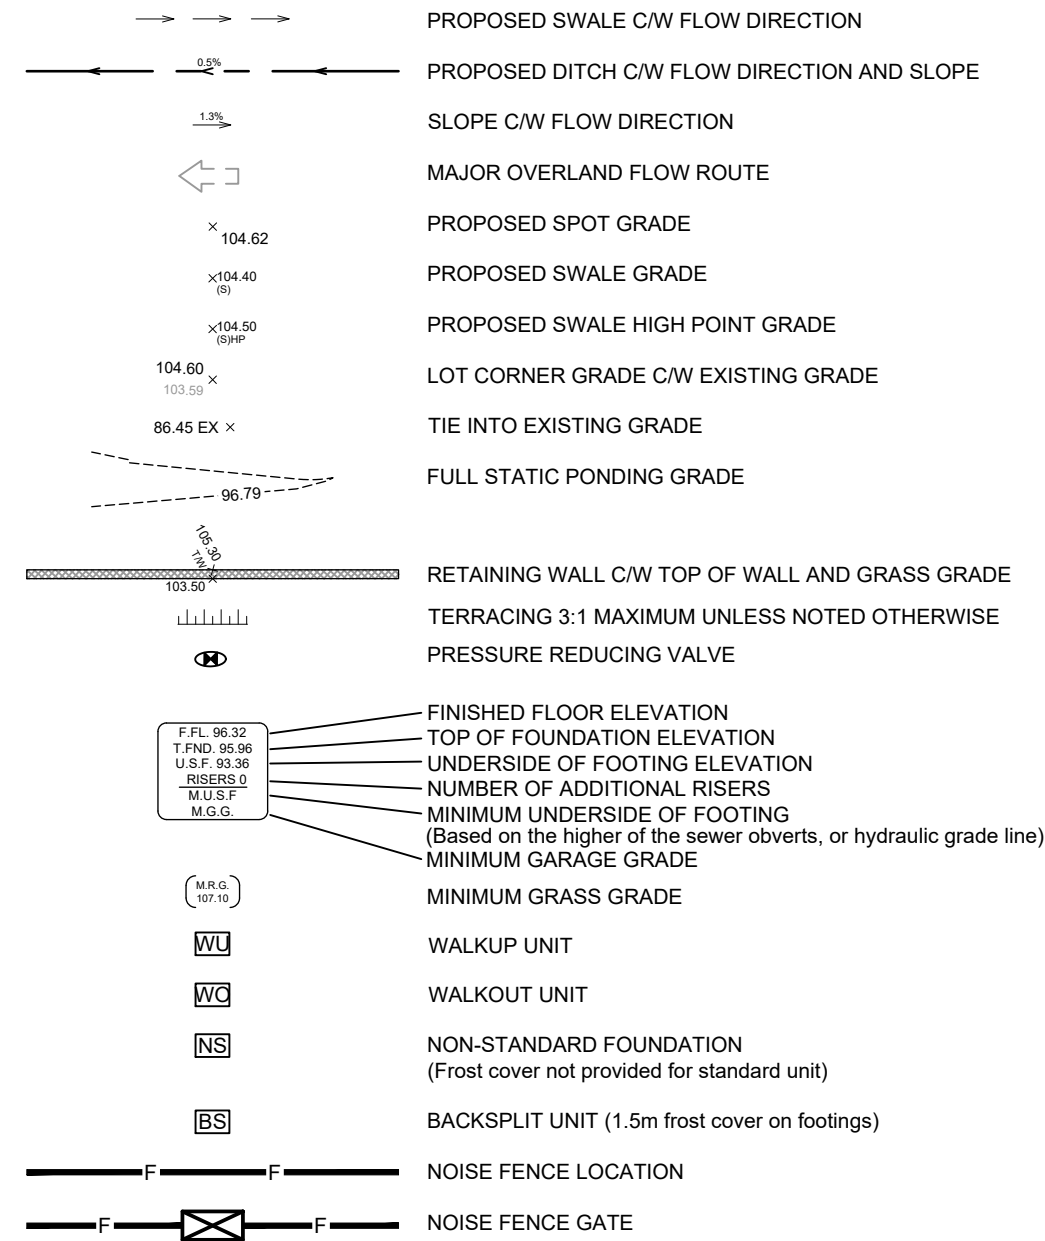 PROPOSED SWALE C/W FLOW DIRECTION
0.5%
PROPOSED DITCH C/W FLOW DIRECTION AND SLOPE
1.3%
SLOPE C/W FLOW DIRECTION
MAJOR OVERLAND FLOW ROUTE
104.62
PROPOSED SPOT GRADE
104.40
(S)
PROPOSED SWALE GRADE
104.50
(S)HP
PROPOSED SWALE HIGH POINT GRADE
104.60
103.59
LOT CORNER GRADE C/W EXISTING GRADE
86.45 EX
TIE INTO EXISTING GRADE
96.79
FULL STATIC PONDING GRADE
105.30
T/W
103.50
RETAINING WALL C/W TOP OF WALL AND GRASS GRADE
TERRACING 3:1 MAXIMUM UNLESS NOTED OTHERWISE
PRESSURE REDUCING VALVE
F.FL. 96.32
T.FND. 95.96
U.S.F. 93.36
RISERS 0
M.U.S.F
M.G.G.
FINISHED FLOOR ELEVATION
TOP OF FOUNDATION ELEVATION
UNDERSIDE OF FOOTING ELEVATION
NUMBER OF ADDITIONAL RISERS
MINIMUM UNDERSIDE OF FOOTING
(Based on the higher of the sewer obverts, or hydraulic grade line)
MINIMUM GARAGE GRADE
M.R.G.
107.10
MINIMUM GRASS GRADE
WU
WALKUP UNIT
WO
WALKOUT UNIT
NS
NON-STANDARD FOUNDATION
(Frost cover not provided for standard unit)
BS
BACKSPLIT UNIT (1.5m frost cover on footings)
F F
NOISE FENCE LOCATION
F F
NOISE FENCE GATE